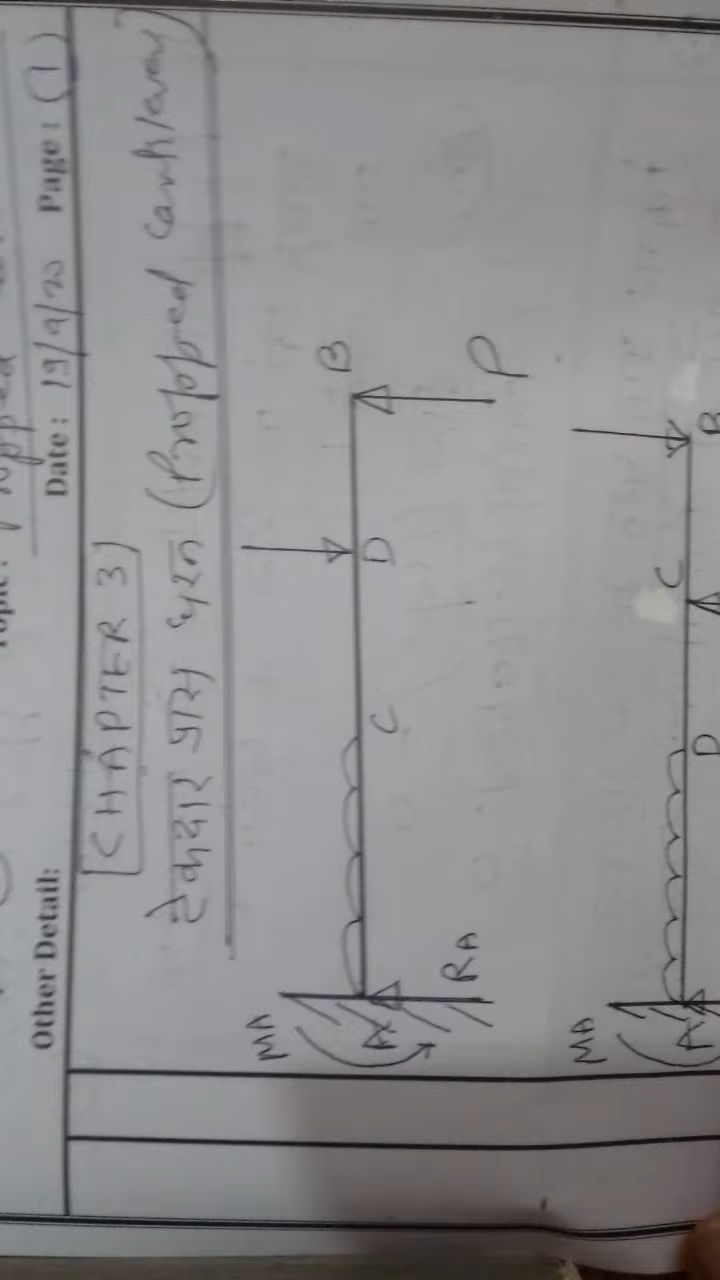 Other Detail:
Date: 19/9/20 Page: (1)
CHAPTER 3
टेकदार प्रास धरन (Propped Cantilever)
MA
A
RA
C
D
B
P
MA
A
D
C
B